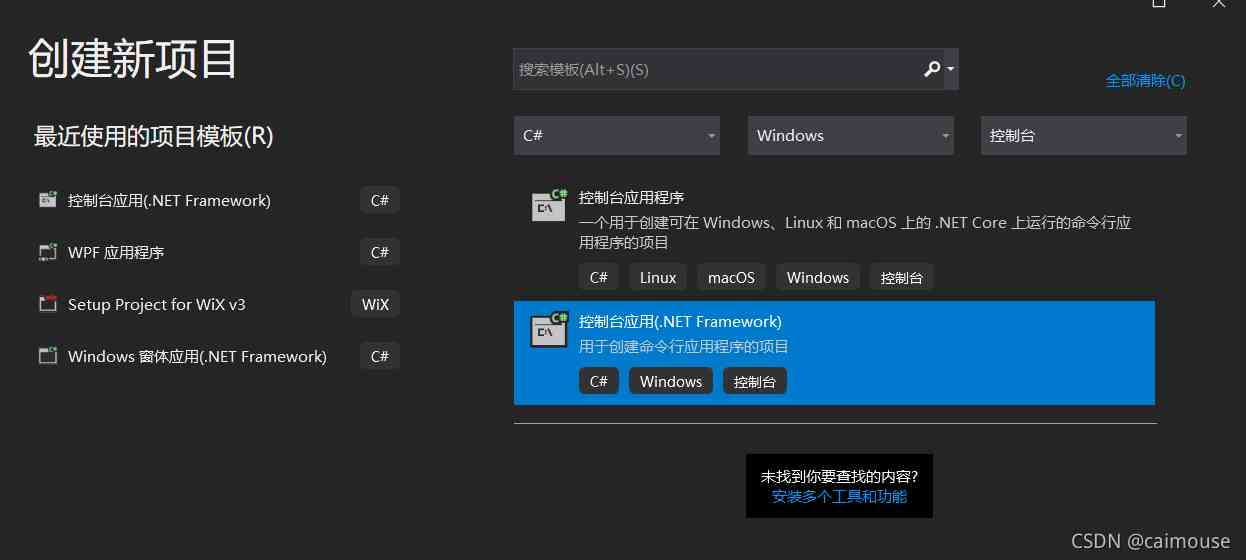 创建新项目
最近使用的项目模板(R)
控制台应用(.NET Framework) C#
WPF 应用程序 C#
Setup Project for WiX v3 WiX
Windows 窗体应用(.NET Framework) C#
搜索模板(Alt+S)(S)
全部清除(C)
C# Windows 控制台
控制台应用程序
一个用于创建可在 Windows、Linux 和 macOS 上的 .NET Core 上运行的命令行应
用程序的项目
C# Linux macOS Windows 控制台
控制台应用(.NET Framework)
用于创建命令行应用程序的项目
C# Windows 控制台
未找到你要查找的内容?
安装多个工具和功能
CSDN @caimouse